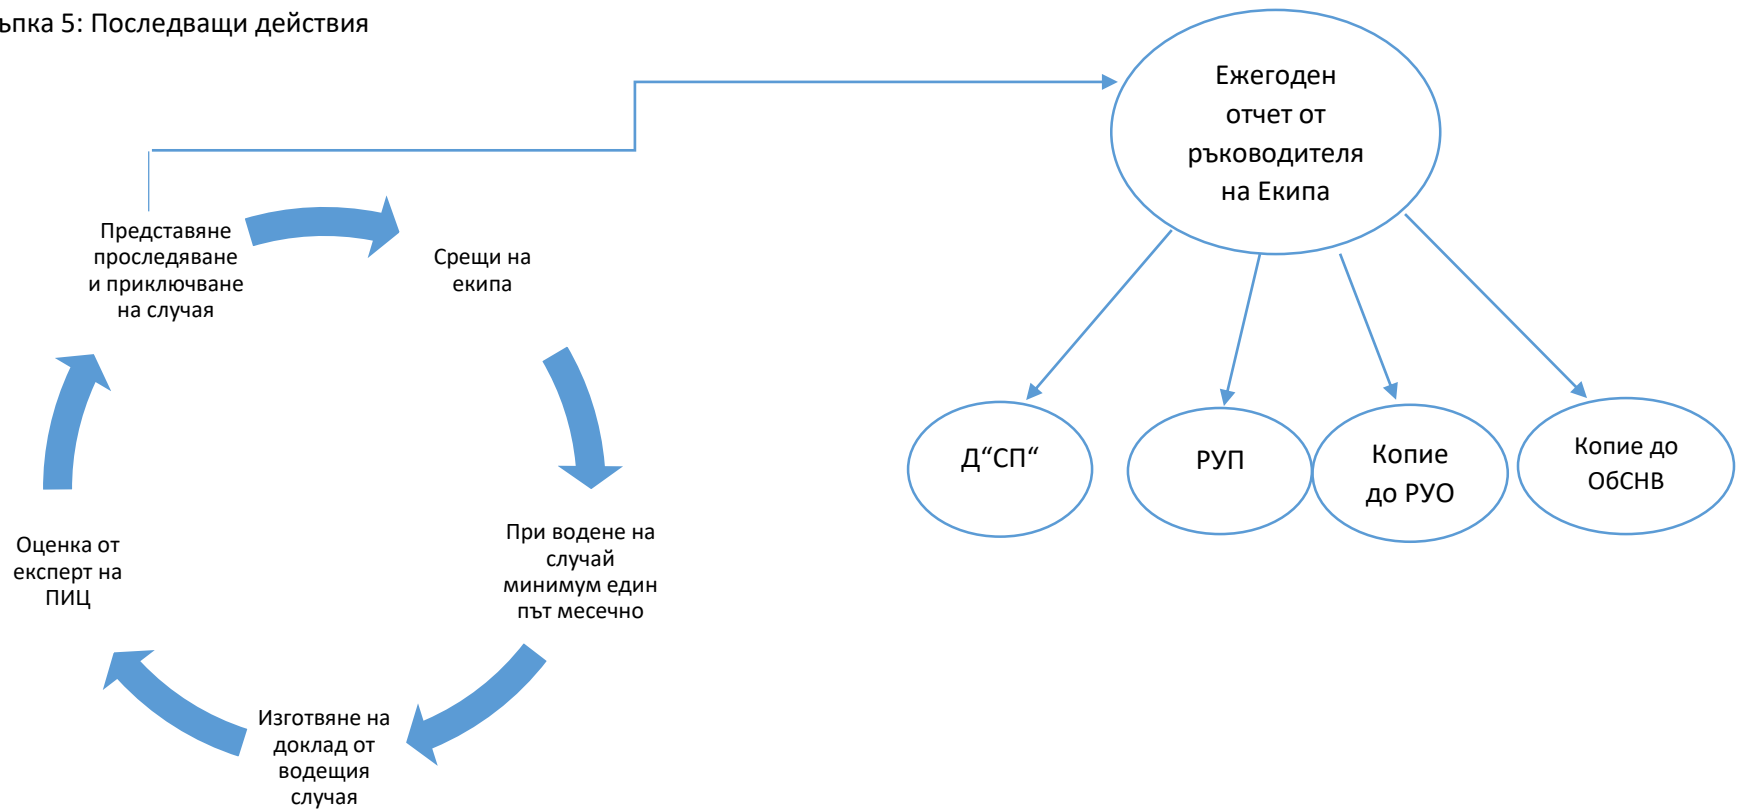 ъпка 5: Последващи действия
Представяне
проследяване
и приключване
на случая
Срещи на
екипа
При водене на
случай
минимум един
път месечно
Изготвяне на
доклад от
водещия
случая
Оценка от
експерт на
ПИЦ
Ежегоден
отчет от
ръководителя
на Екипа
Д“СП“
РУП
Копие
до РУО
Копие до
ОбСНВ